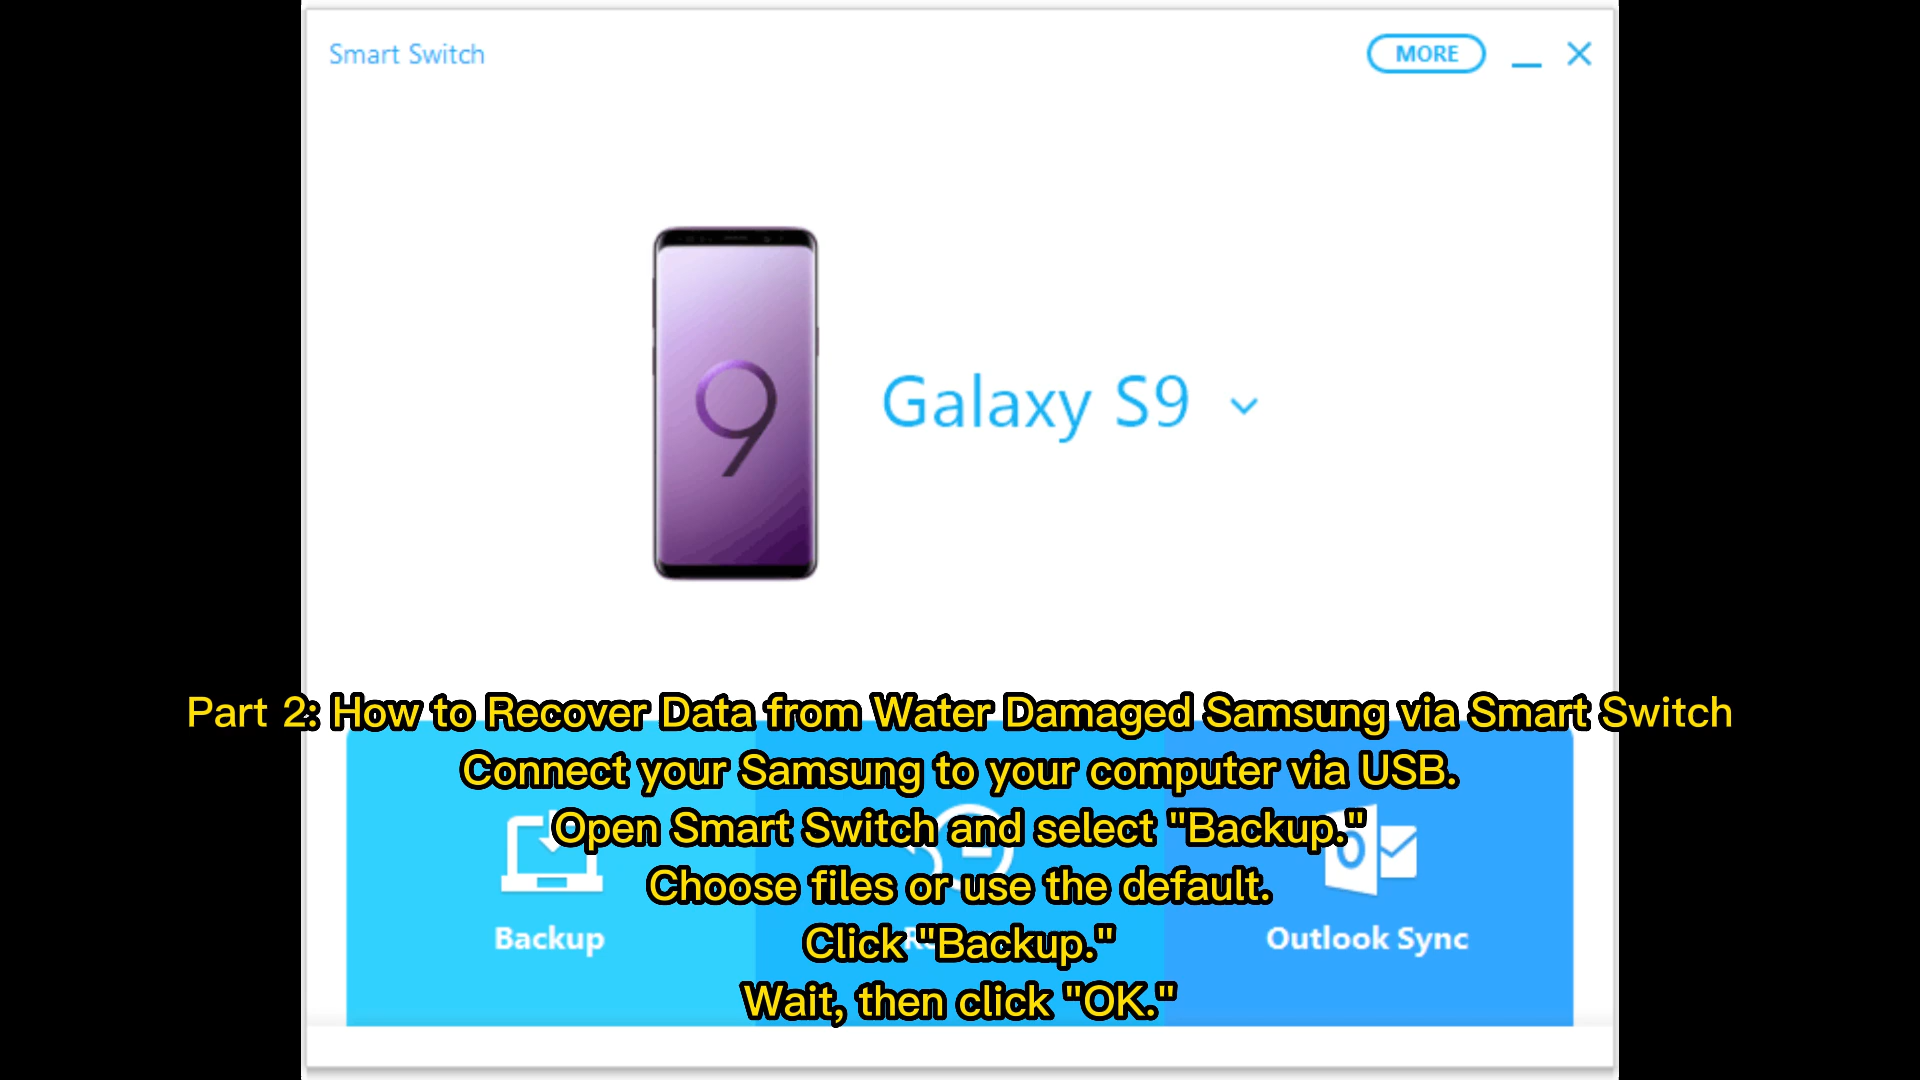 Smart Switch
MORE
9
Galaxy S9
Part 2: How to Recover Data from Water Damaged Samsung via Smart Switch
Connect your Samsung to your computer via USB.
Open Smart Switch and select "Backup."
Choose files or use the default.
Click "Backup."
Wait, then click "OK."
Backup
Outlook Sync